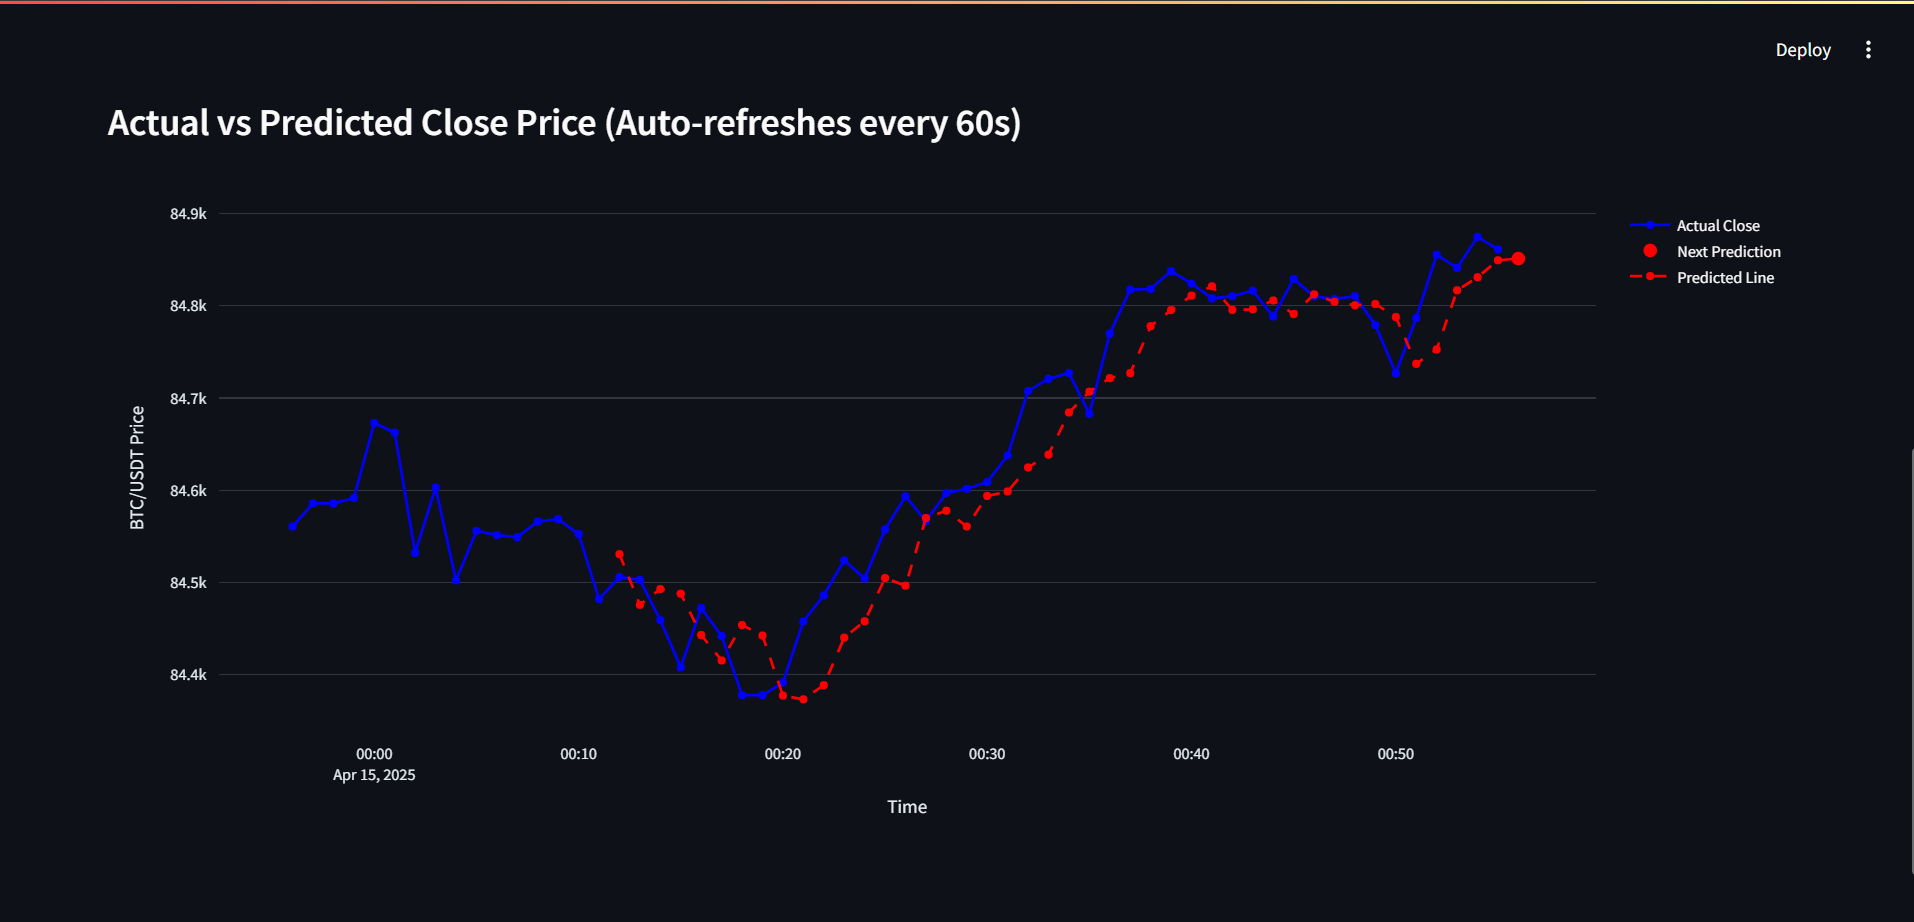 Deploy
Actual vs Predicted Close Price (Auto-refreshes every 60s)
84.9k
84.8k
84.7k
84.6k
84.5k
84.4k
BTC/USDT Price
00:00
00:10
00:20
00:30
00:40
00:50
Apr 15, 2025
Time
Actual Close
Next Prediction
Predicted Line